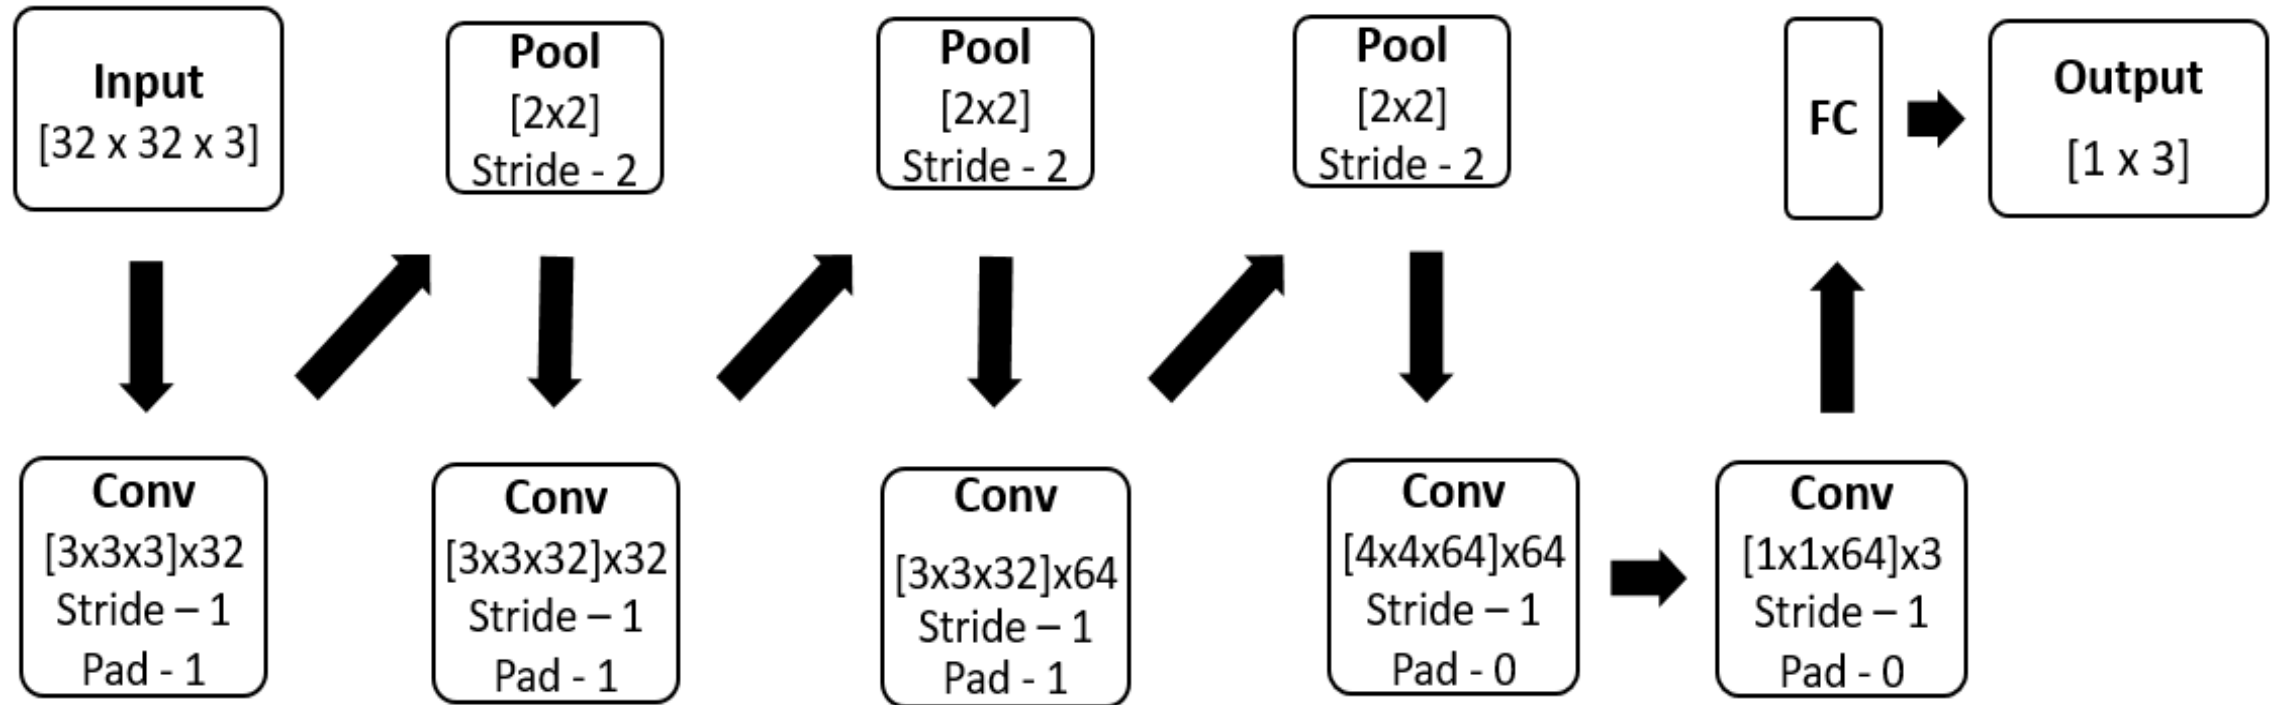 Input
[32 x 32 x 3]
Pool
[2x2]
Stride - 2
Pool
[2x2]
Stride - 2
Pool
[2x2]
Stride - 2
FC
Output
[1 x 3]
Conv
[3x3x3]x32
Stride – 1
Pad - 1
Conv
[3x3x32]x32
Stride – 1
Pad - 1
Conv
[3x3x32]x64
Stride – 1
Pad - 1
Conv
[4x4x64]x64
Stride – 1
Pad - 0
Conv
[1x1x64]x3
Stride – 1
Pad - 0